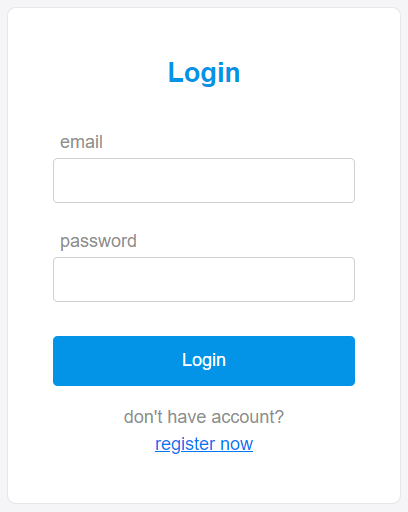 Login
email
password
Login
don't have account?
register now